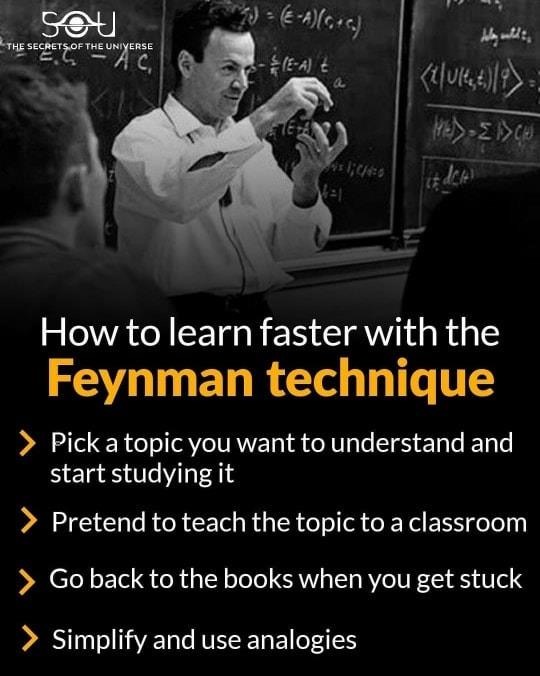 SOU
THE SECRETS OF THE UNIVERSE
How to learn faster with the
Feynman technique
Pick a topic you want to understand and
start studying it
Pretend to teach the topic to a classroom
Go back to the books when you get stuck
Simplify and use analogies